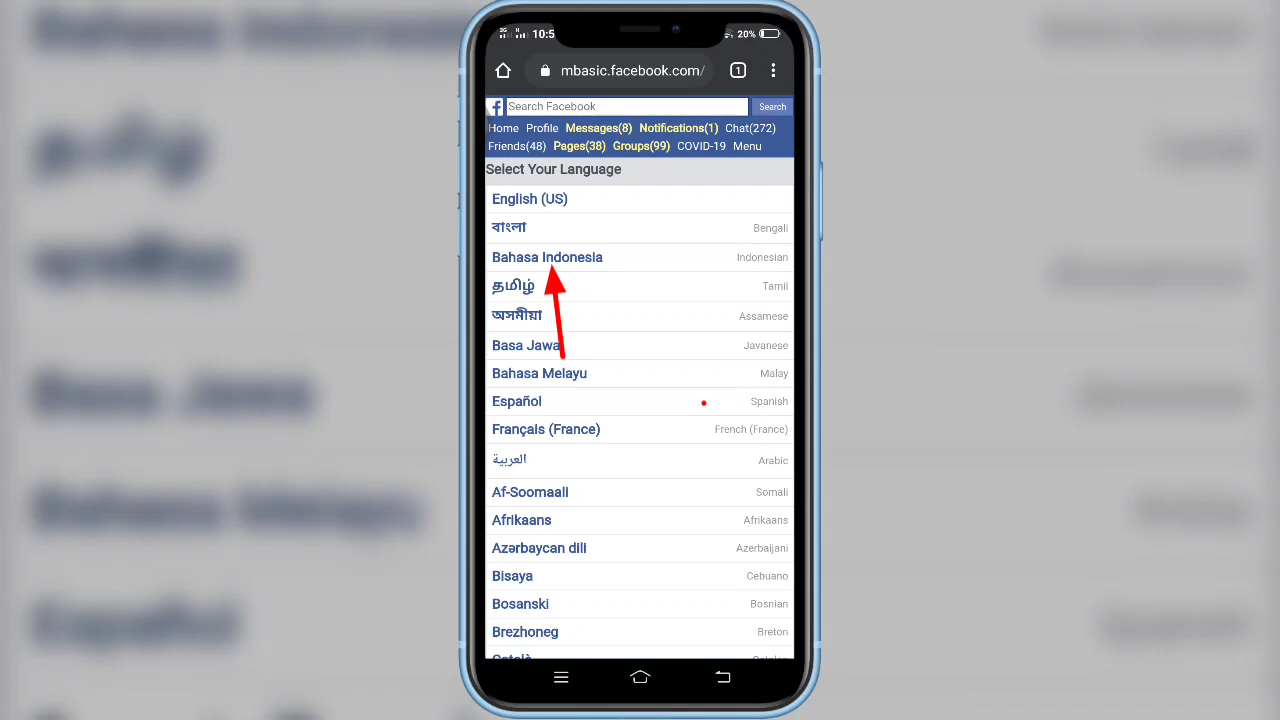 10:5
20%
mbasic.facebook.com/
1
f Search Facebook Search
Home Profile Messages(8) Notifications(1) Chat(272)
Friends(48) Pages(38) Groups(99) COVID-19 Menu
Select Your Language
English (US)
বাংলা Bengali
Bahasa Indonesia Indonesian
தமிழ் Tamil
অসমীয়া Assamese
Basa Jawa Javanese
Bahasa Melayu Malay
Español Spanish
Français (France) French (France)
العربية Arabic
Af-Soomaali Somali
Afrikaans Afrikaans
Azərbaycan dili Azerbaijani
Bisaya Cebuano
Bosanski Bosnian
Brezhoneg Breton